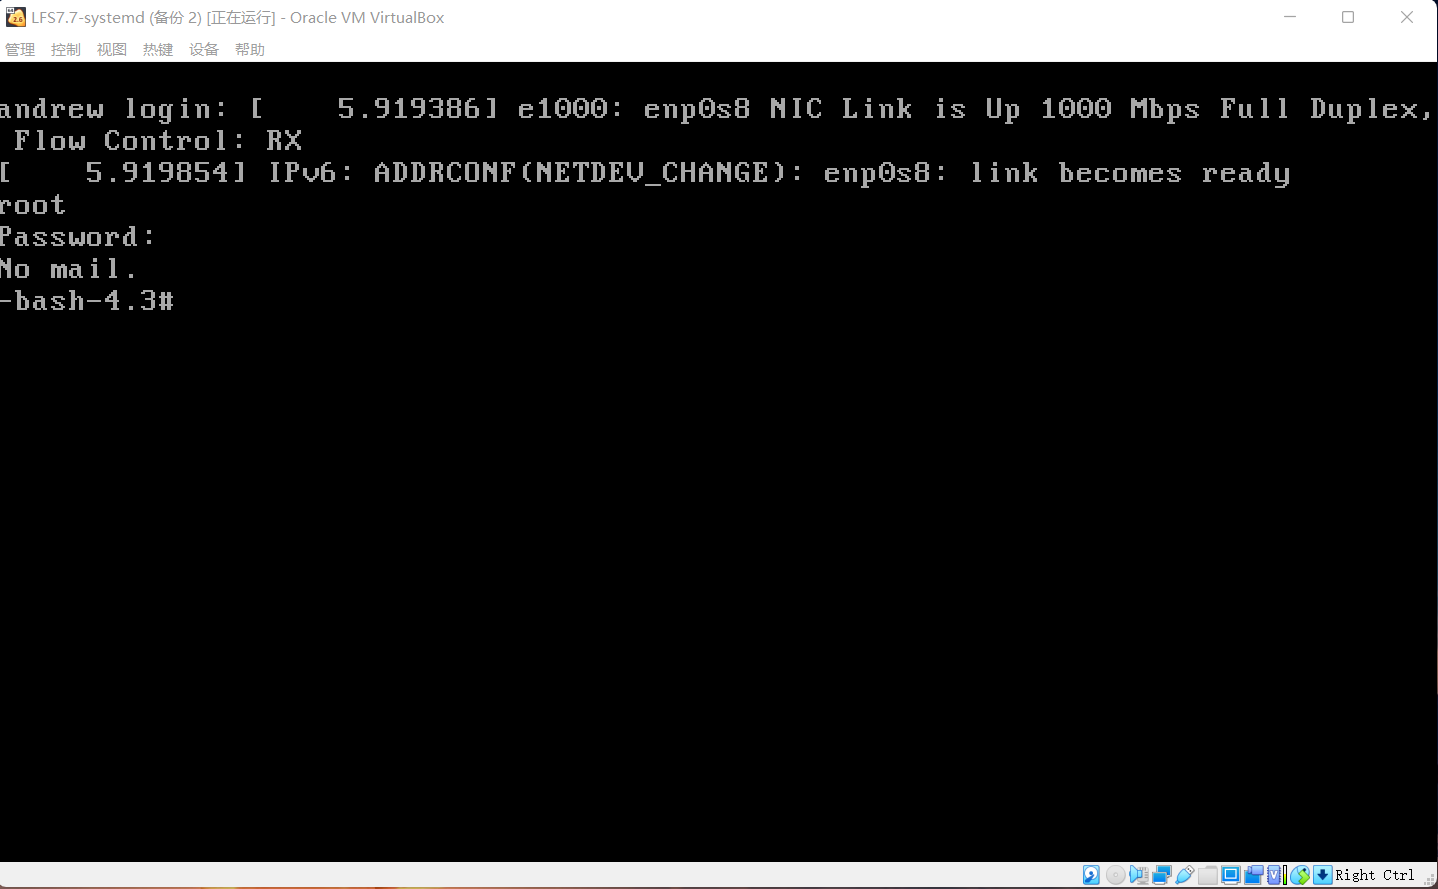 LFS7.7-systemd (备份 2) [正在运行] - Oracle VM VirtualBox
管理 控制 视图 热键 设备 帮助
andrew login: [    5.919386] e1000: enp0s8 NIC Link is Up 1000 Mbps Full Duplex,
 Flow Control: RX
[    5.919854] IPv6: ADDRCONF(NETDEV_CHANGE): enp0s8: link becomes ready
root
Password:
No mail.
-bash-4.3#
Right Ctrl